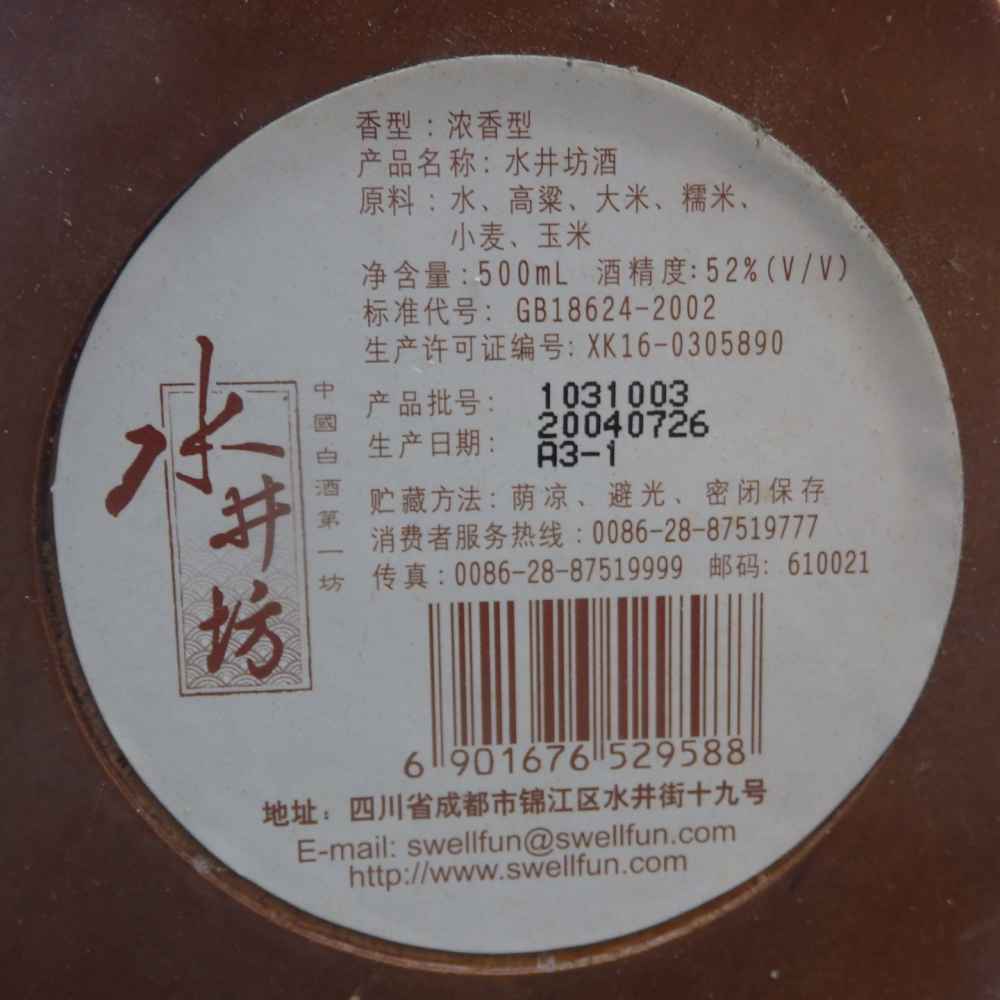 香型：浓香型
产品名称：水井坊酒
原料：水、高粱、大米、糯米、
小麦、玉米
净含量：500mL 酒精度：52%(V/V)
标准代号：GB18624-2002
生产许可证编号：XK16-0305890
产品批号：1031003
生产日期：20040726
A3-1
贮藏方法：荫凉、避光、密闭保存
消费者服务热线：0086-28-87519777
传真：0086-28-87519999 邮码：610021
水井坊
中國白酒第一坊
6 901676 529588
地址：四川省成都市锦江区水井街十九号
E-mail: swellfun@swellfun.com
http://www.swellfun.com